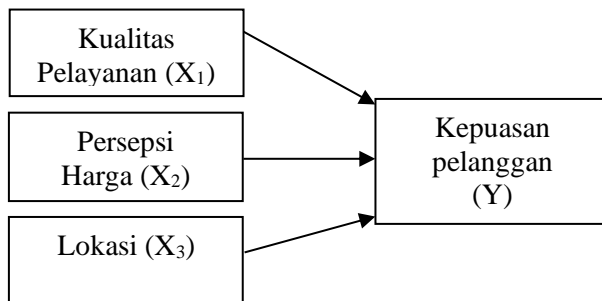 Kualitas
Pelayanan (X₁)
Persepsi
Harga (X₂)
Lokasi (X₃)
Kepuasan
pelanggan
(Y)